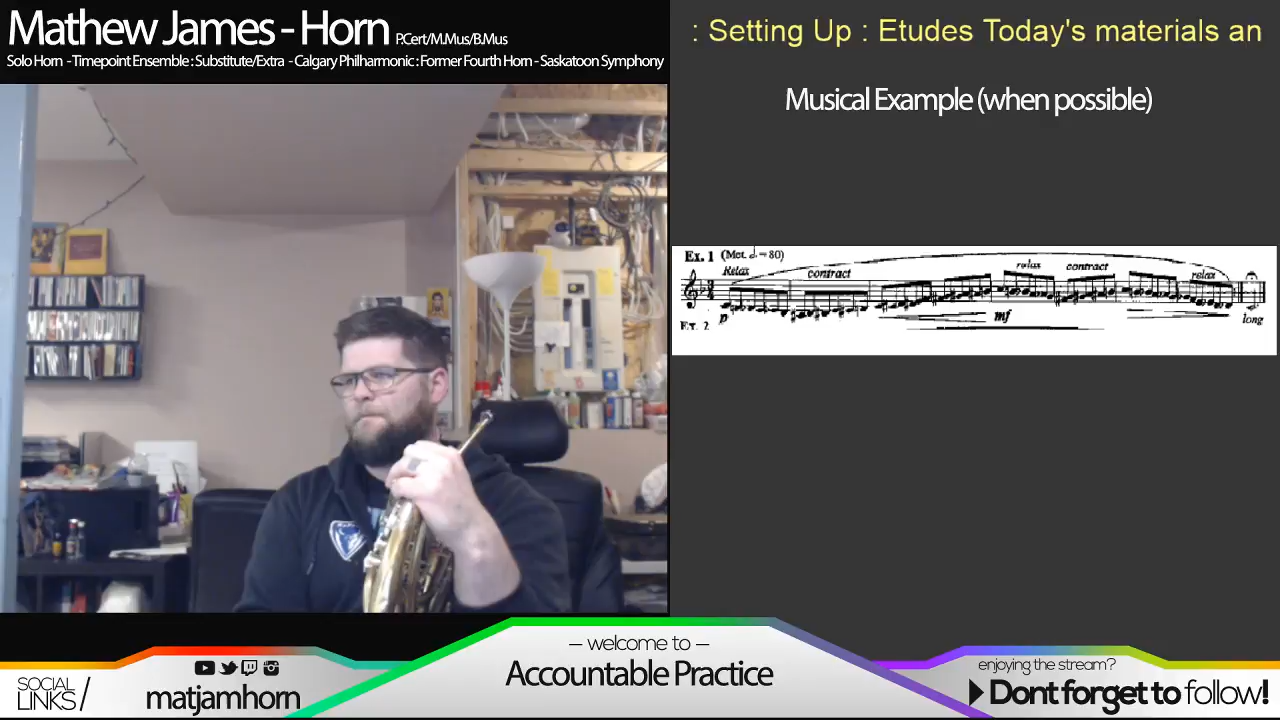 Mathew James - Horn P.Cert/M.Mus/B.Mus
Solo Horn - Timepoint Ensemble : Substitute/Extra - Calgary Philharmonic : Former Fourth Horn - Saskatoon Symphony
: Setting Up : Etudes Today's materials an
Musical Example (when possible)
Ex. 1 (Met. 𝅗𝅥. = 80)
Relax contract relax contract relax
p mf long
Ex. 2
SOCIAL LINKS /
matjamhorn
– welcome to –
Accountable Practice
enjoying the stream?
Dont forget to follow!